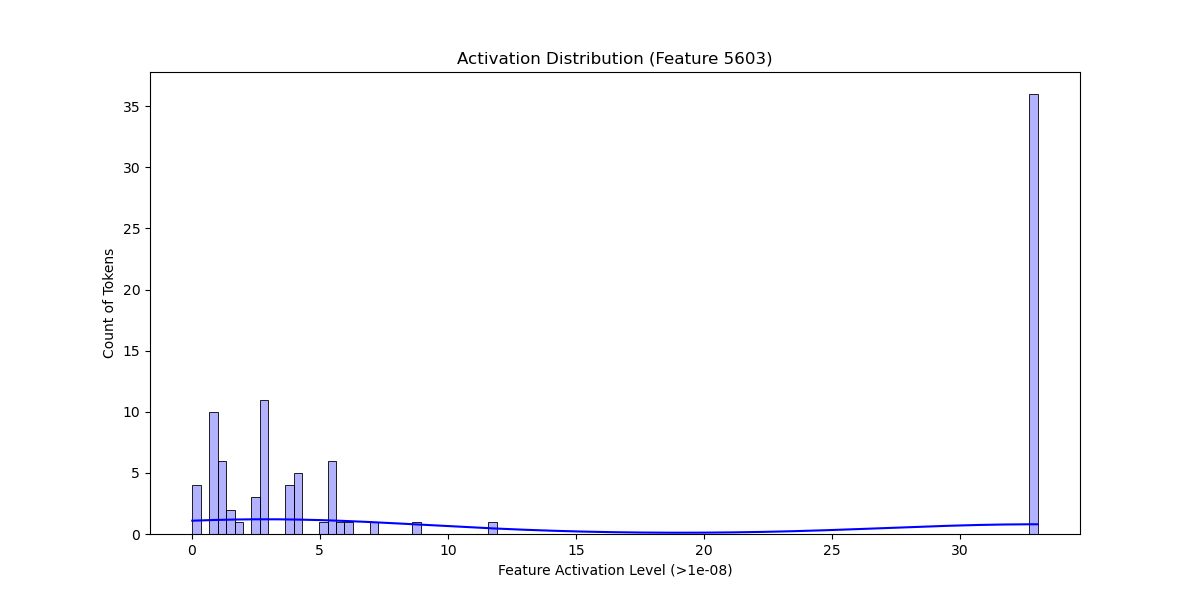 Activation Distribution (Feature 5603)
Count of Tokens
35
30
25
20
15
10
5
0
0 5 10 15 20 25 30
Feature Activation Level (>1e-08)